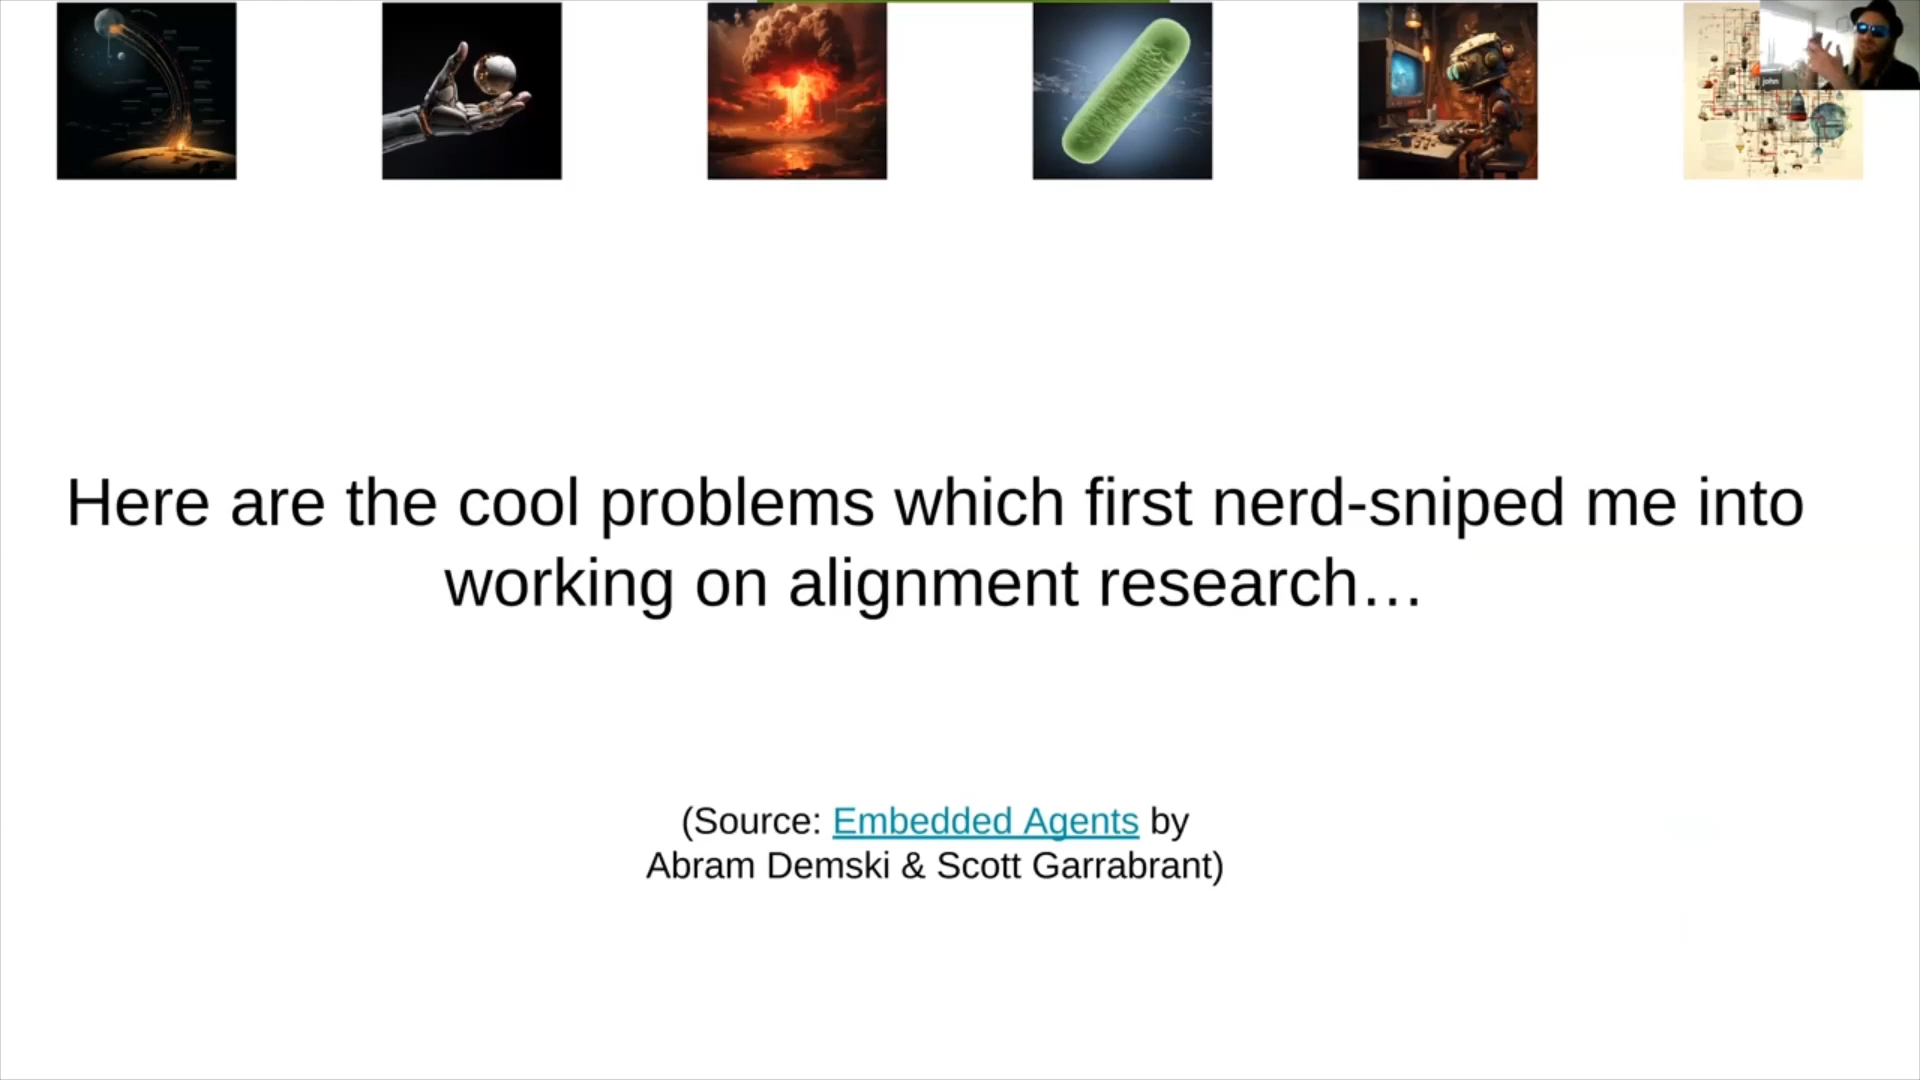 john
Here are the cool problems which first nerd-sniped me into
working on alignment research…
(Source: Embedded Agents by
Abram Demski & Scott Garrabrant)